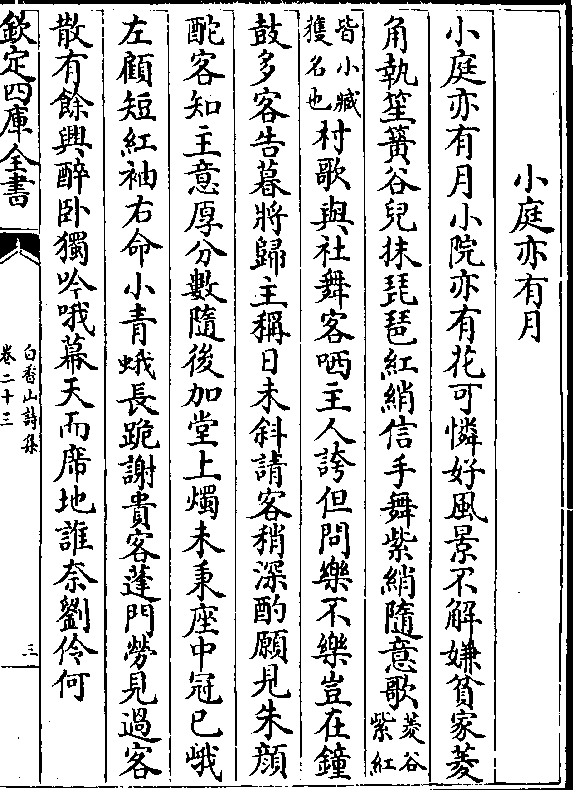 小庭亦有月
小庭亦有月小院亦有花可憐好風景不解嫌貧家菱
角執笙簧谷兒抹琵琶紅綃信手舞紫綃隨意歌菱谷
紫紅
皆小臧
獲名也村歌與社舞客哂主人誇但問樂不樂豈在鐘
鼓多客告暮將歸主稱日未斜請客稍深酌願見朱顔
酡客知主意厚分數隨後加堂上燭未秉座中冠已峩
左顧短紅袖右命小青蛾長跪謝貴客蓬門勞見過客
散有餘興醉卧獨吟哦幕天而席地誰奈劉伶何
欽定四庫全書
白香山詩集
卷二十三
三